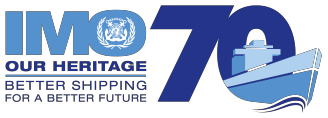 IMO
OUR HERITAGE
BETTER SHIPPING
FOR A BETTER FUTURE
70